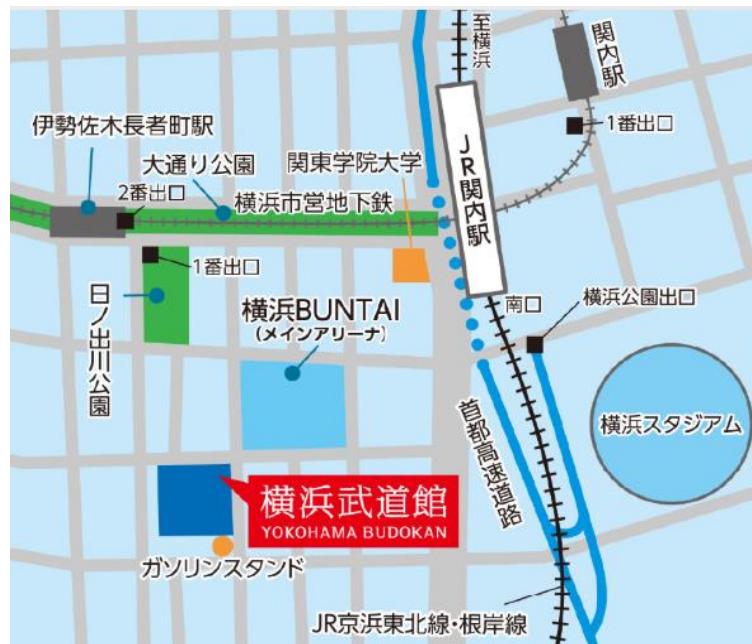 至横浜
関内駅
1番出口
伊勢佐木長者町駅
大通り公園
関東学院大学
JR関内駅
2番出口
横浜市営地下鉄
1番出口
日ノ出川公園
横浜BUNTAI
(メインアリーナ)
南口
横浜公園出口
横浜スタジアム
首都高速道路
横浜武道館
YOKOHAMA BUDOKAN
ガソリンスタンド
JR京浜東北線・根岸線